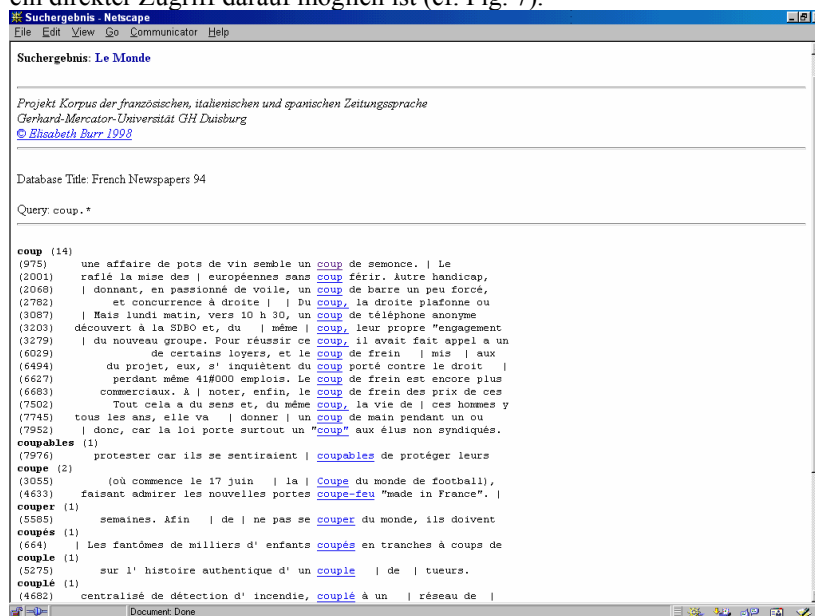 ein direkter Zugriff darauf möglich ist (cf. Fig. 7).
Suchergebnis - Netscape
File Edit View Go Communicator Help
Suchergebnis: Le Monde
Projekt Korpus der französischen, italienischen und spanischen Zeitungssprache
Gerhard-Mercator-Universität GH Duisburg
© Elisabeth Burr 1998
Database Title: French Newspapers 94
Query: coup.*
coup (14)
(975) une affaire de pots de vin semble un coup de semonce. | Le
(2001) raflé la mise des | européennes sans coup férir. Autre handicap,
(2068) | donnant, en passionné de voile, un coup de barre un peu forcé,
(2782) et concurrence à droite | | Du coup, la droite plafonne ou
(3087) | Mais lundi matin, vers 10 h 30, un coup de téléphone anonyme
(3203) découvert à la SDBO et, du | même | coup, leur propre "engagement
(3279) | du nouveau groupe. Pour réussir ce coup, il avait fait appel a un
(6029) de certains loyers, et le coup de frein | mis | aux
(6494) du projet, eux, s' inquiètent du coup porté contre le droit |
(6627) perdant même 41#000 emplois. Le coup de frein est encore plus
(6683) commerciaux. A | noter, enfin, le coup de frein des prix de ces
(7502) Tout cela a du sens et, du même coup, la vie de | ces hommes y
(7745) tous les ans, elle va | donner | un coup de main pendant un ou
(7952) | donc, car la loi porte surtout un "coup" aux élus non syndiqués.
coupables (1)
(7976) protester car ils se sentiraient | coupables de protéger leurs
coupe (2)
(3055) (où commence le 17 juin | la | Coupe du monde de football),
(4633) faisant admirer les nouvelles portes coupe-feu "made in France". |
couper (1)
(5585) semaines. Afin | de | ne pas se couper du monde, ils doivent
coupés (1)
(664) | Les fantômes de milliers d' enfants coupés en tranches à coups de
couple (1)
(5275) sur l' histoire authentique d' un couple | de | tueurs.
couplé (1)
(4682) centralisé de détection d' incendie, couplé à un | réseau de |
Document: Done